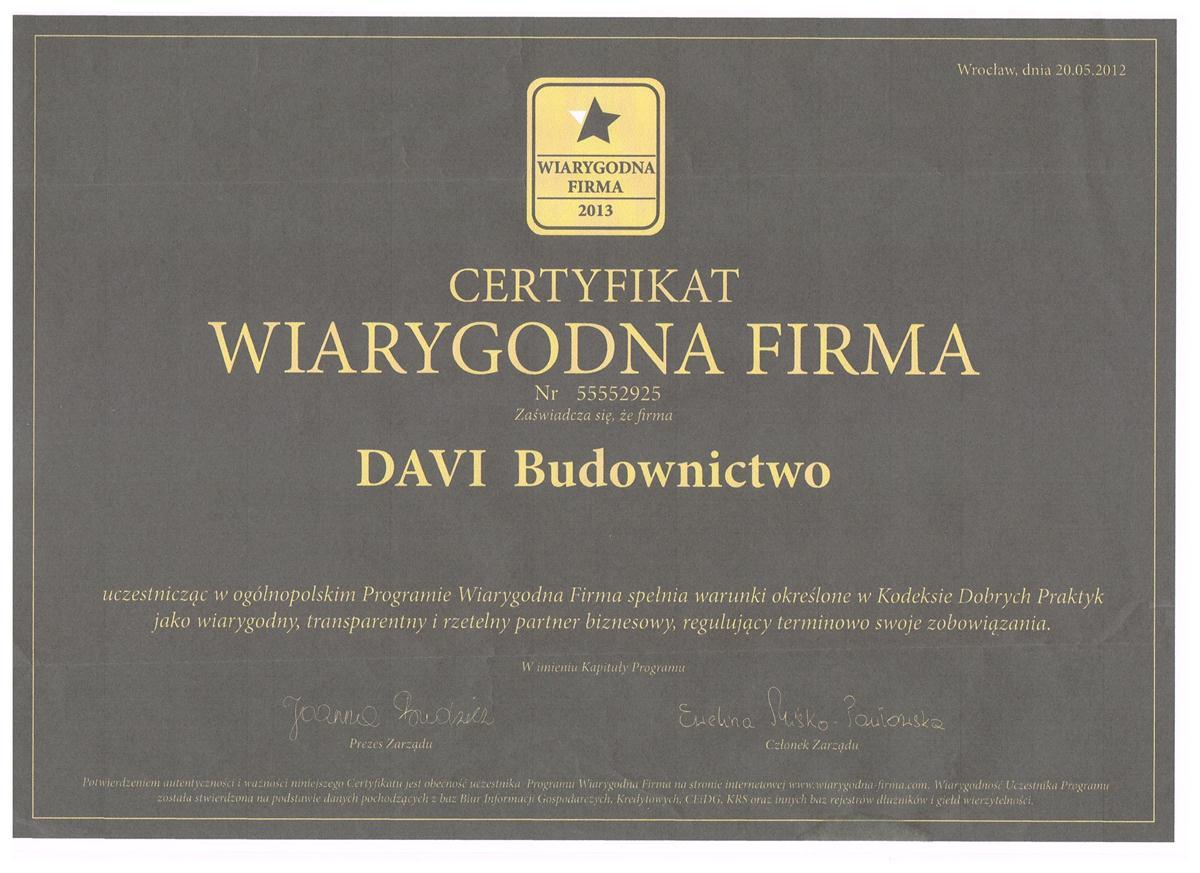 Wrocław, dnia 20.05.2012
WIARYGODNA
FIRMA
2013
CERTYFIKAT
WIARYGODNA FIRMA
Nr 55552925
Zaświadcza się, że firma
DAVI Budownictwo
uczestnicząc w ogólnopolskim Programie Wiarygodna Firma spełnia warunki określone w Kodeksie Dobrych Praktyk
jako wiarygodny, transparentny i rzetelny partner biznesowy, regulujący terminowo swoje zobowiązania.
W imieniu Kapituły Programu
Joanna
Ewelina
Prezes Zarządu
Członek Zarządu
Potwierdzeniem autentyczności i ważności niniejszego Certyfikatu jest obecność uczestnika Programu Wiarygodna Firma na stronie internetowej www.wiarygodna-firma.com. Wiarygodność Uczestnika Programu
została stwierdzona na podstawie danych pochodzących z baz Biur Informacji Gospodarczych, Kredytowych, CEiDG, KRS oraz innych baz rejestrów dłużników i giełd wierzytelności.